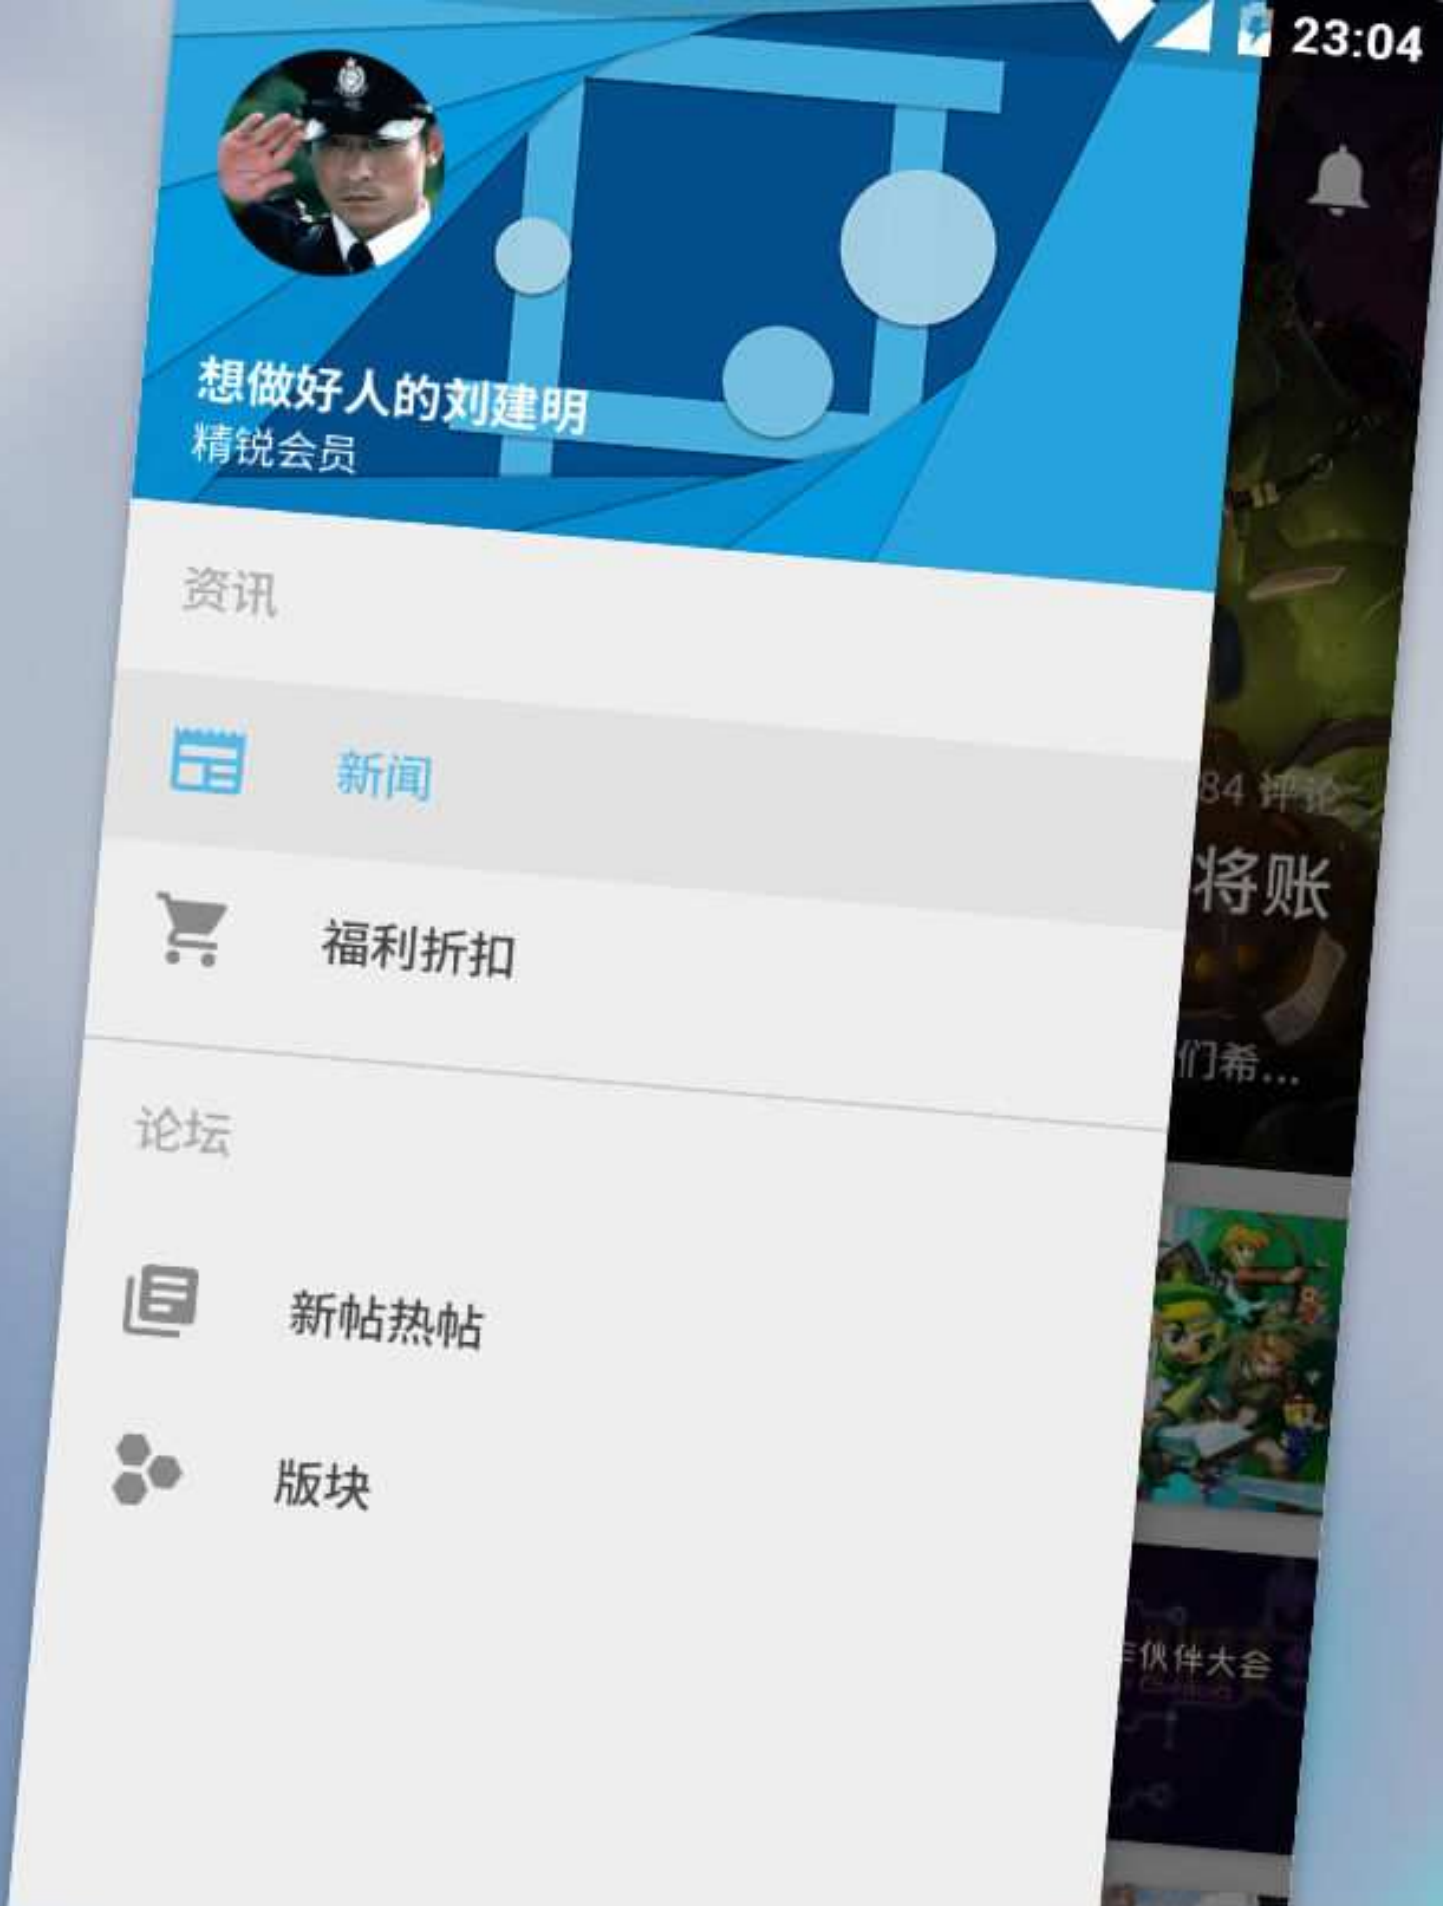 23:04
想做好人的刘建明
精锐会员
资讯
新闻
84 评论
将账
福利折扣
们希...
论坛
新帖热帖
版块
伙伴大会